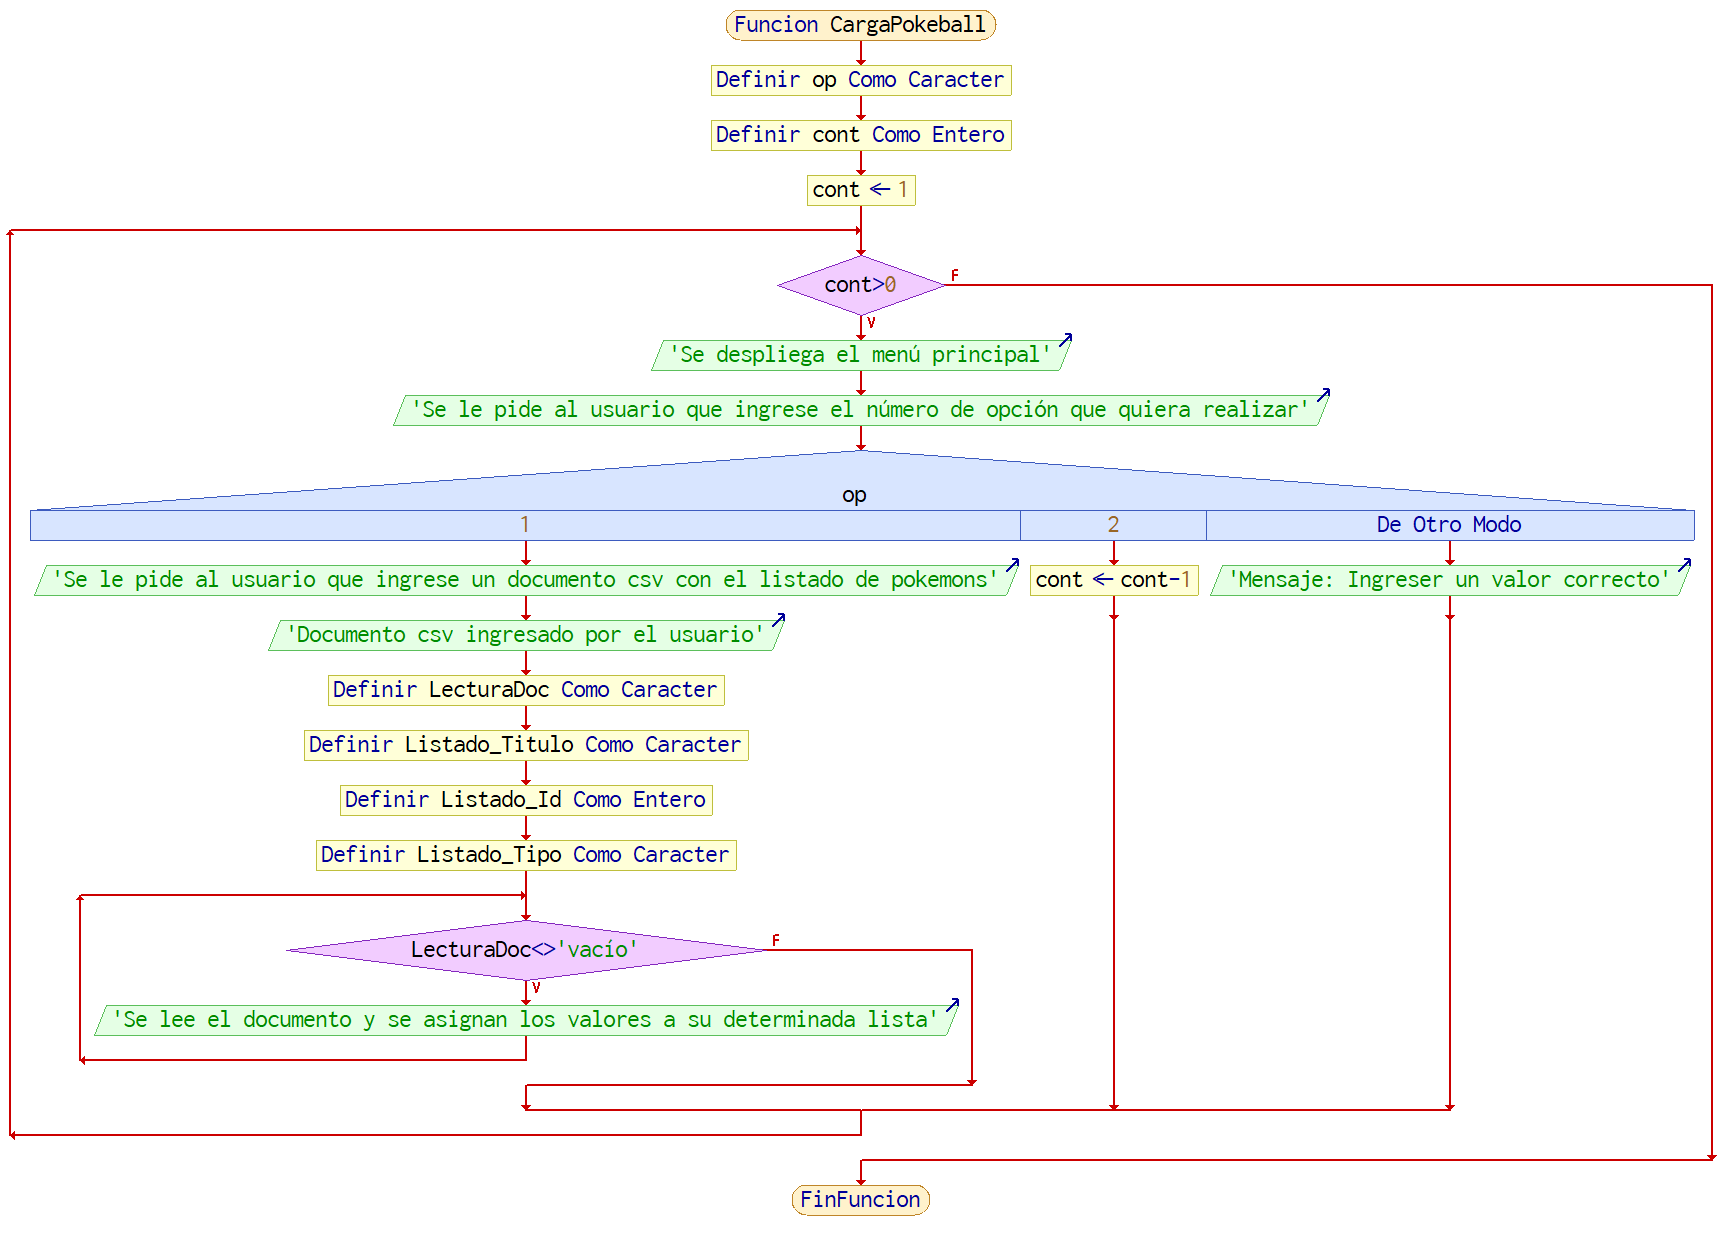 Funcion CargaPokeball
Definir op Como Caracter
Definir cont Como Entero
cont ← 1
cont>0
F
V
'Se despliega el menú principal'
'Se le pide al usuario que ingrese el número de opción que quiera realizar'
op
1
2
De Otro Modo
'Se le pide al usuario que ingrese un documento csv con el listado de pokemons'
cont ← cont-1
'Mensaje: Ingreser un valor correcto'
'Documento csv ingresado por el usuario'
Definir LecturaDoc Como Caracter
Definir Listado_Titulo Como Caracter
Definir Listado_Id Como Entero
Definir Listado_Tipo Como Caracter
LecturaDoc<>'vacío'
F
V
'Se lee el documento y se asignan los valores a su determinada lista'
FinFuncion